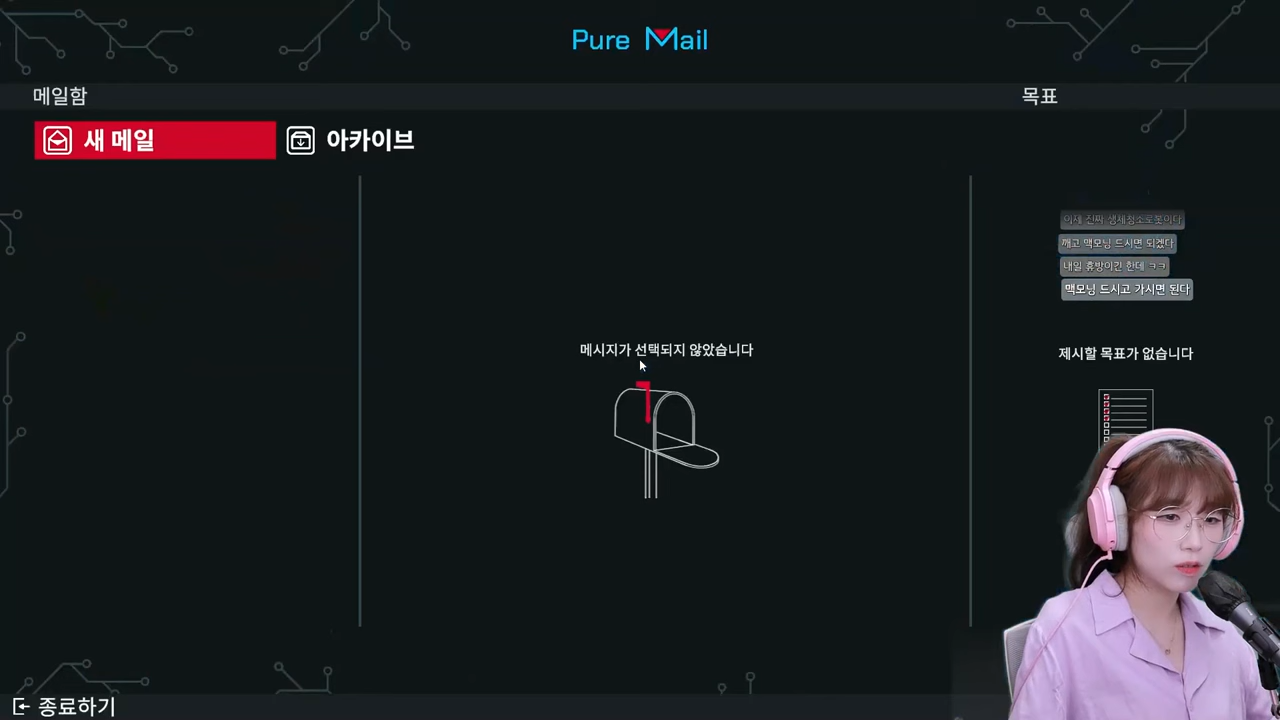 Pure Mail
메일함
목표
새 메일
아카이브
이제 진짜 생체청소로봇이다
깨고 맥모닝 드시면 되겠다
내일 휴방이긴 한데 ㅋㅋ
맥모닝 드시고 가시면 된다
메시지가 선택되지 않았습니다
제시할 목표가 없습니다
종료하기